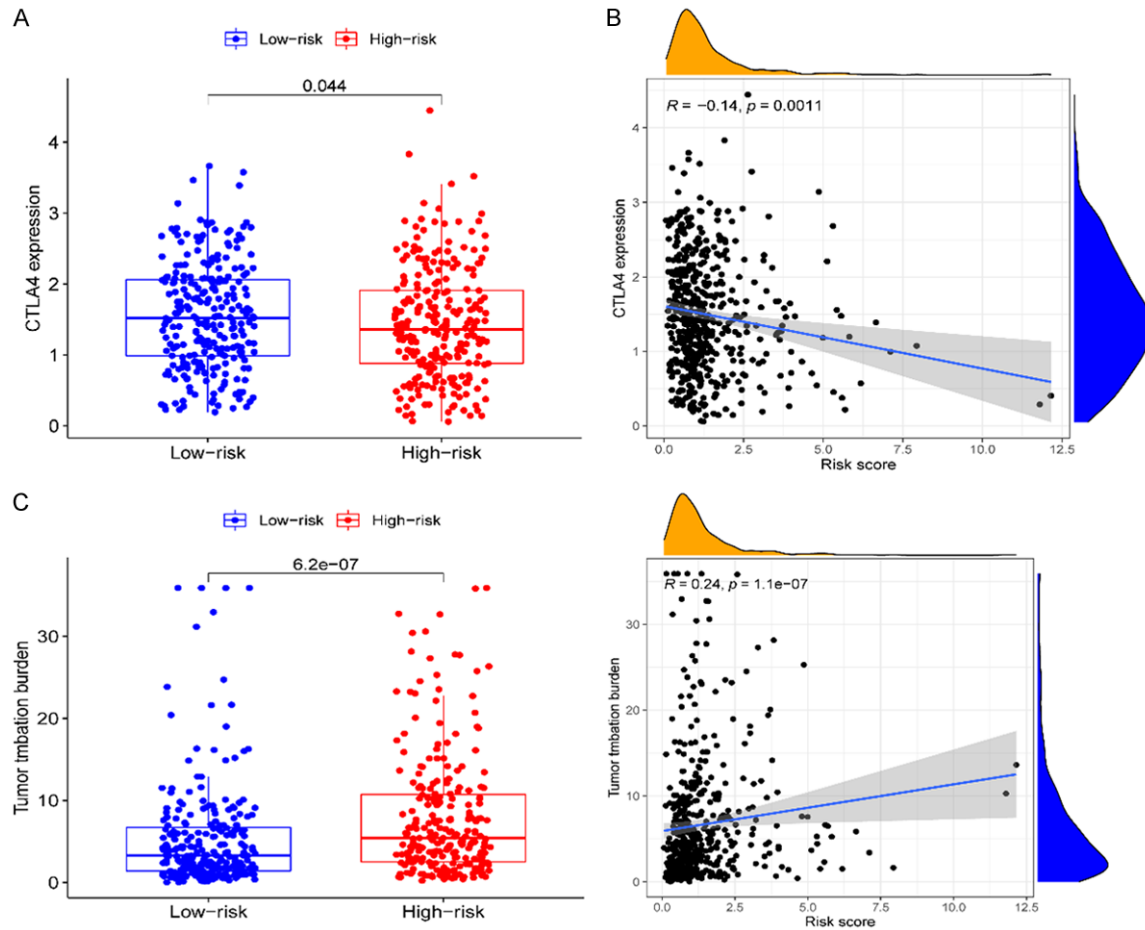 A
Low-risk High-risk
0.044
CTLA4 expression
4
3
2
1
0
Low-risk High-risk
B
R = −0.14, p = 0.0011
CTLA4 expression
4
3
2
1
0
0.0 2.5 5.0 7.5 10.0 12.5
Risk score
C
Low-risk High-risk
6.2e-07
Tumor tmbation burden
30
20
10
0
Low-risk High-risk
R = 0.24, p = 1.1e-07
Tumor tmbation burden
30
20
10
0
0.0 2.5 5.0 7.5 10.0 12.5
Risk score